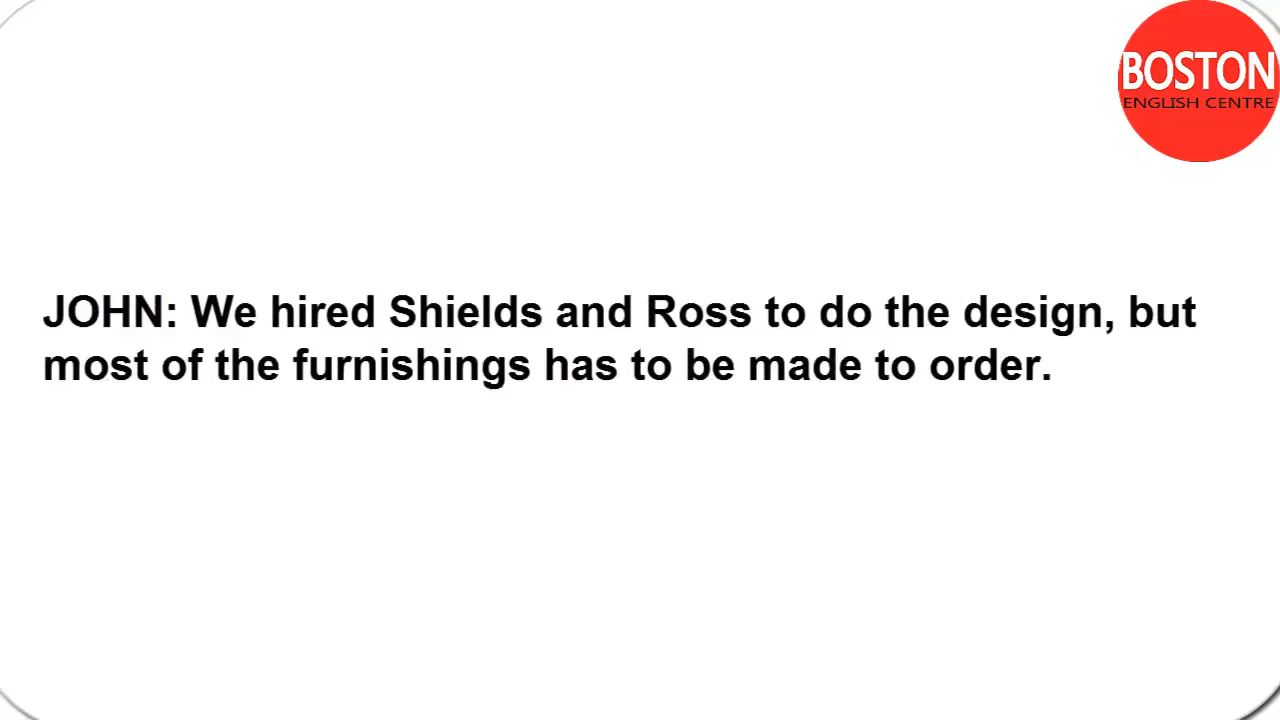 BOSTON
ENGLISH CENTRE
JOHN: We hired Shields and Ross to do the design, but
most of the furnishings has to be made to order.